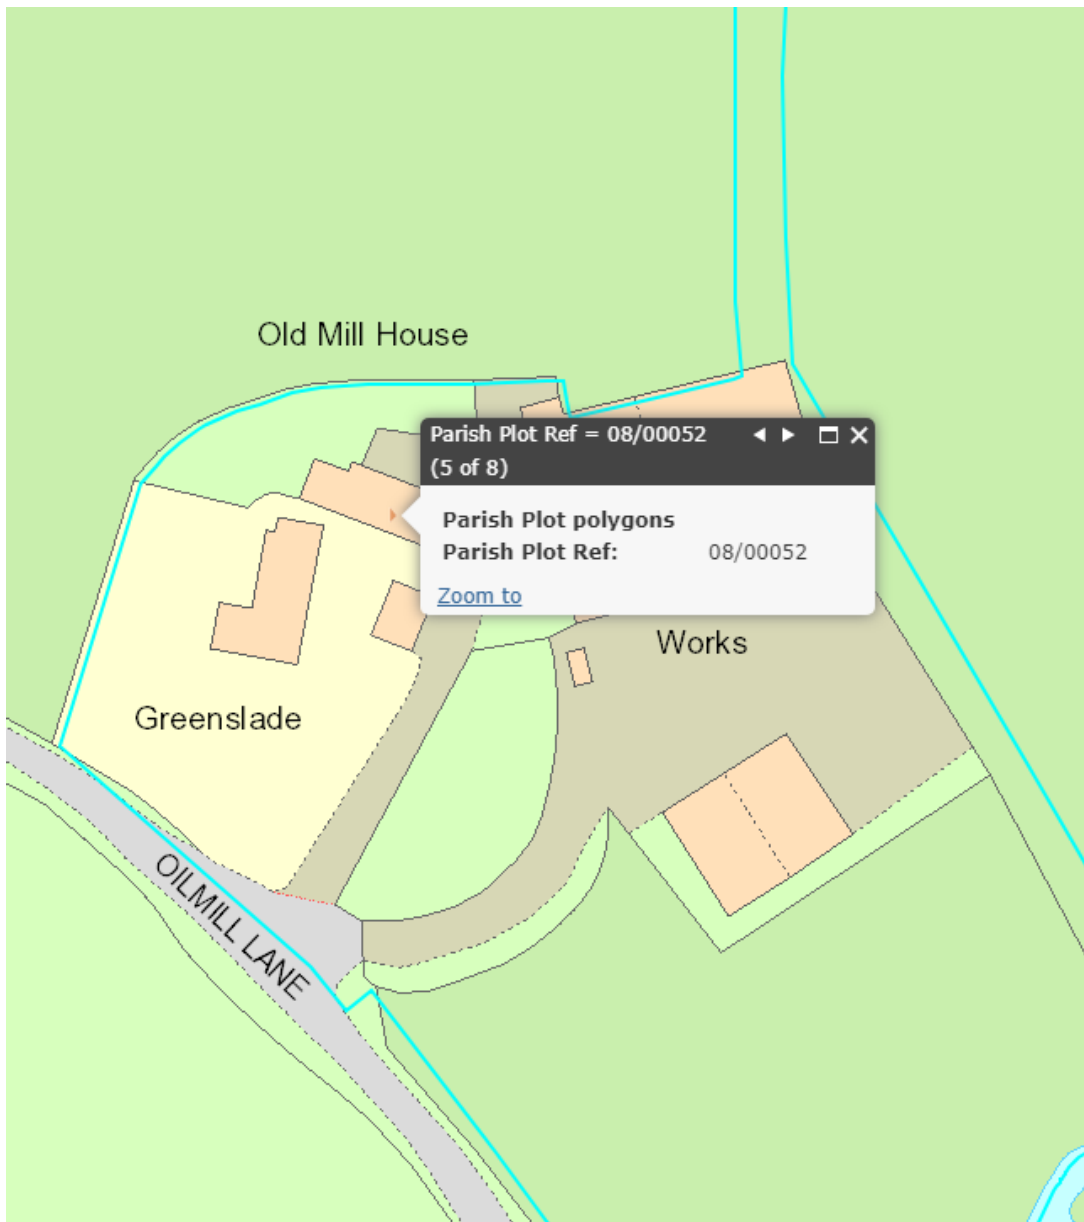 Old Mill House
Parish Plot Ref = 08/00052
(5 of 8)
Parish Plot polygons
Parish Plot Ref: 08/00052
Zoom to
Works
Greenslade
OILMILL LANE